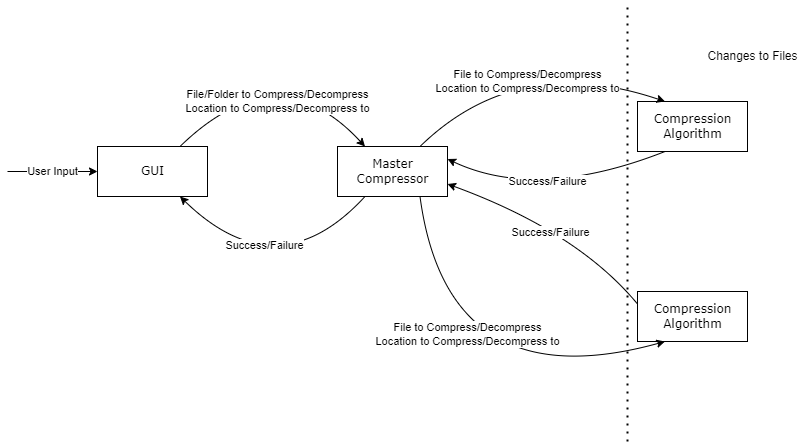 Changes to Files
File to Compress/Decompress
Location to Compress/Decompress to
File/Folder to Compress/Decompress
Location to Compress/Decompress to
Compression
Algorithm
User Input
GUI
Master
Compressor
Success/Failure
Success/Failure
Success/Failure
Compression
Algorithm
File to Compress/Decompress
Location to Compress/Decompress to